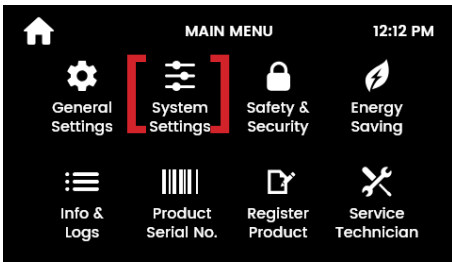 MAIN MENU
12:12 PM
General
Settings
System
Settings
Safety &
Security
Energy
Saving
Info &
Logs
Product
Serial No.
Register
Product
Service
Technician